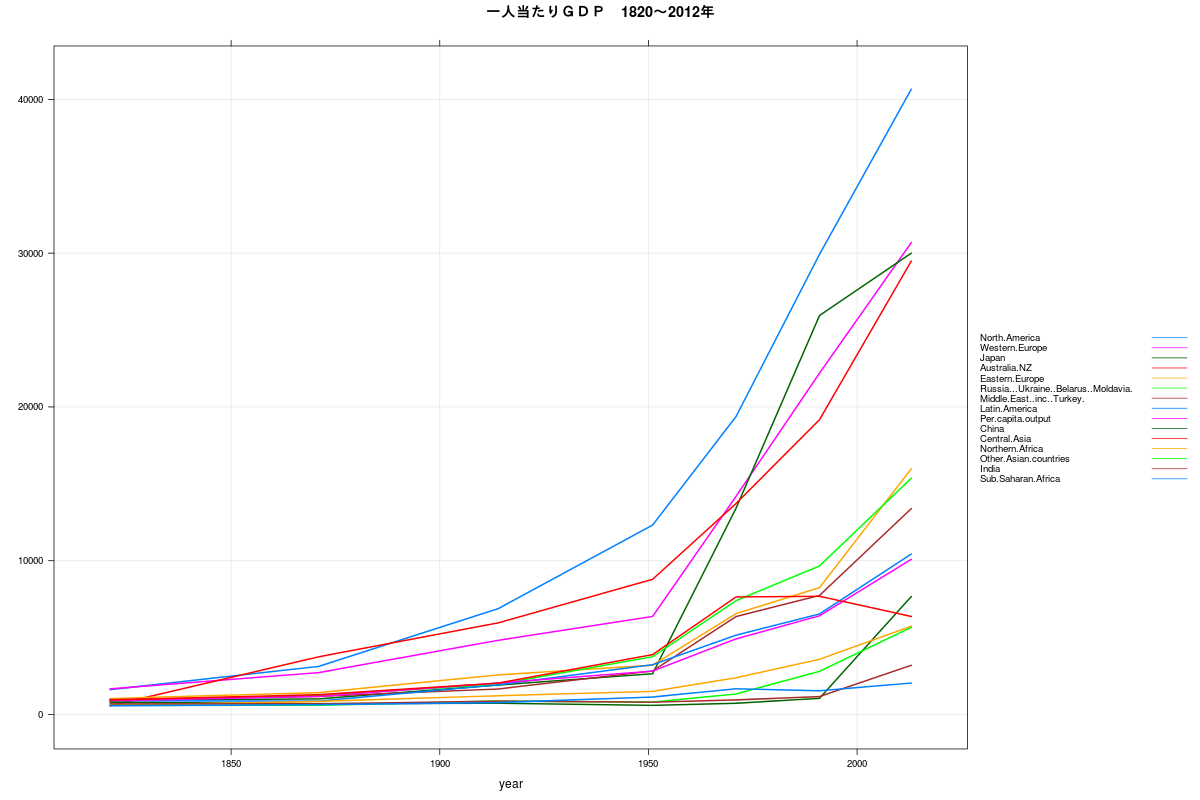 一人当たりＧＤＰ　1820～2012年
40000
30000
20000
10000
0
1850
1900
1950
2000
year
North.America
Western.Europe
Japan
Australia.NZ
Eastern.Europe
Russia...Ukraine..Belarus..Moldavia.
Middle.East..inc..Turkey.
Latin.America
Per.capita.output
China
Central.Asia
Northern.Africa
Other.Asian.countries
India
Sub.Saharan.Africa